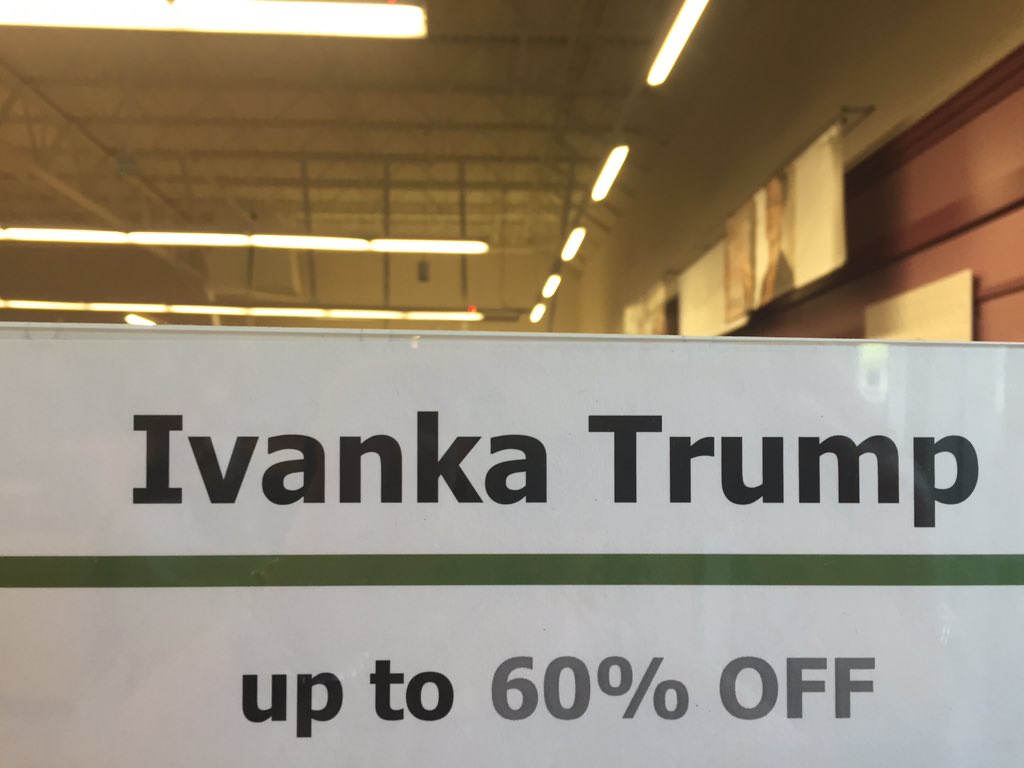 Ivanka Trump
up to 60% OFF